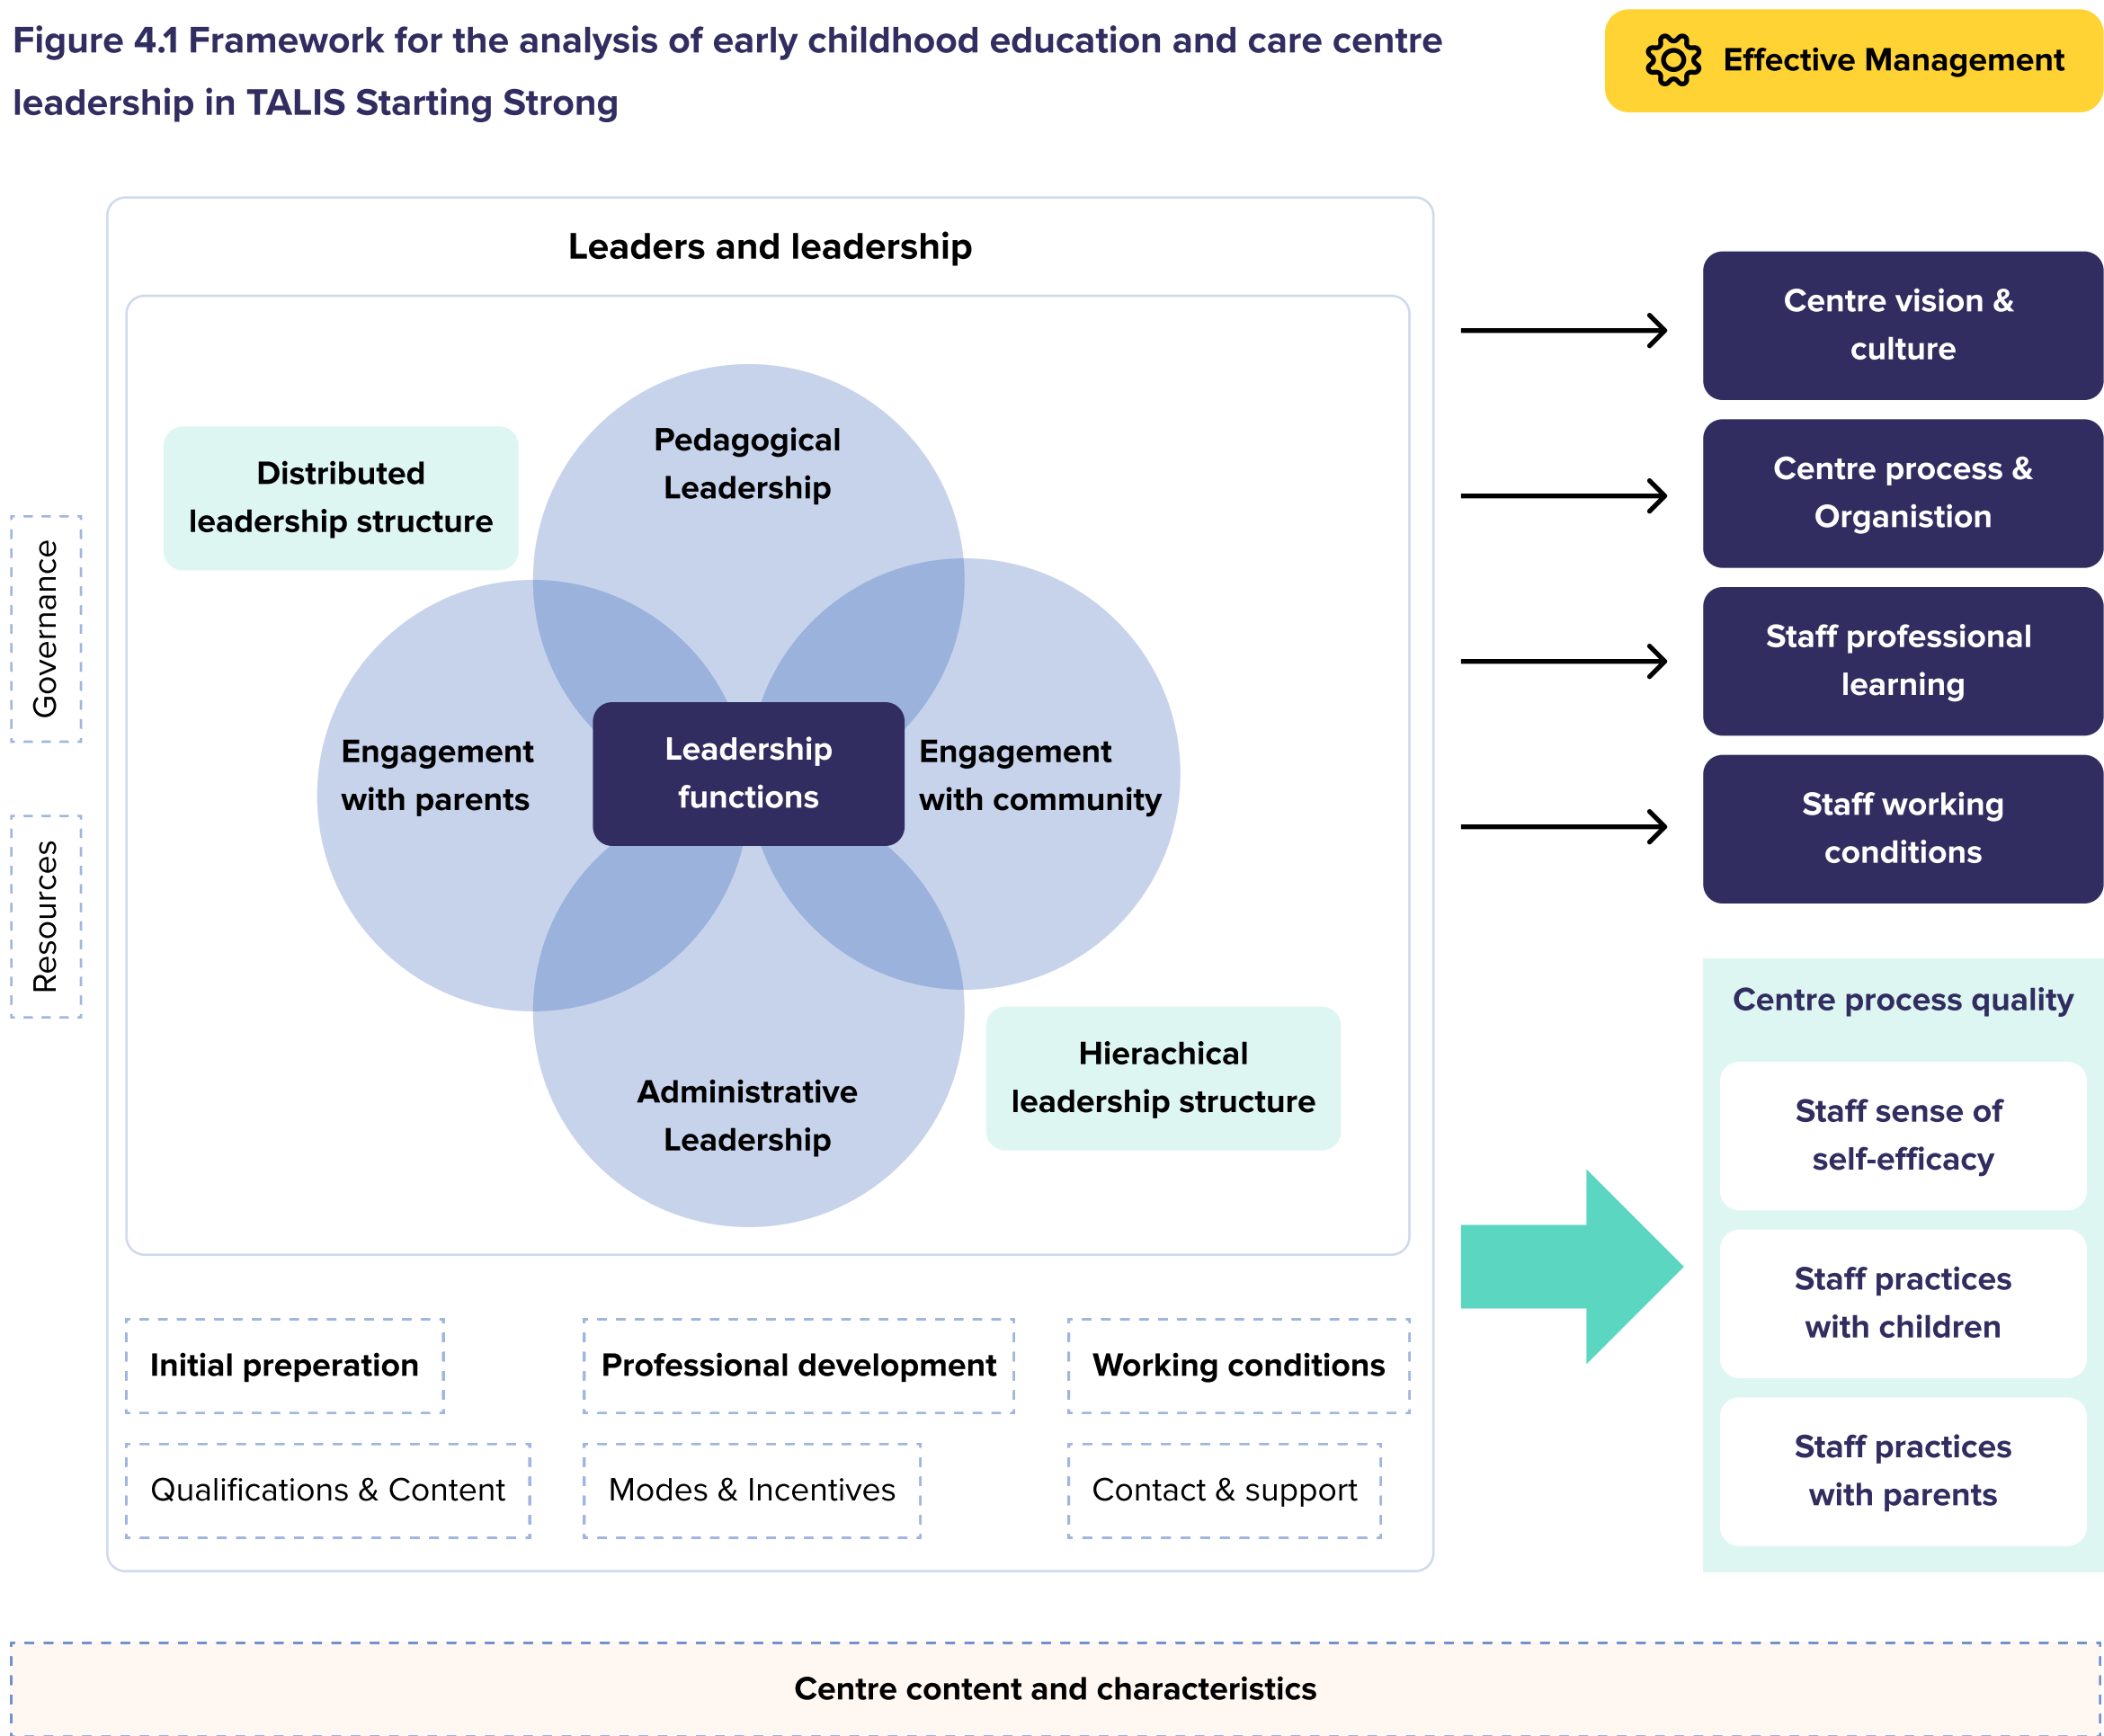 Figure 4.1 Framework for the analysis of early childhood education and care centre
leadership in TALIS Starting Strong
Effective Management
Leaders and leadership
Distributed
leadership structure
Pedagogical
Leadership
Engagement
with parents
Leadership
functions
Engagement
with community
Administrative
Leadership
Hierachical
leadership structure
Governance
Resources
Initial preperation
Professional development
Working conditions
Qualifications & Content
Modes & Incentives
Contact & support
Centre vision &
culture
Centre process &
Organistion
Staff professional
learning
Staff working
conditions
Centre process quality
Staff sense of
self-efficacy
Staff practices
with children
Staff practices
with parents
Centre content and characteristics